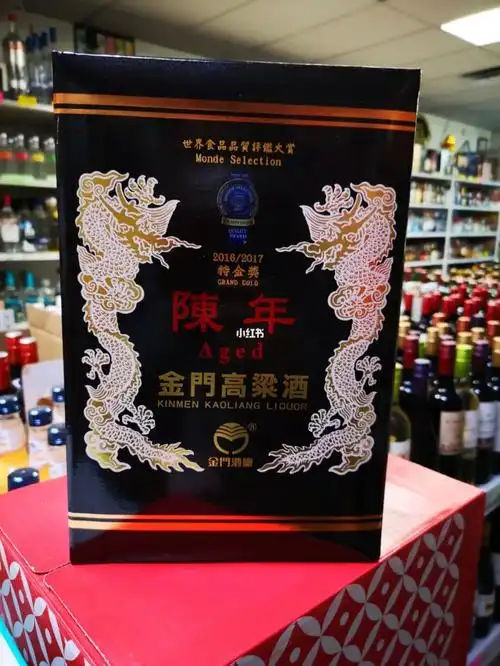 世界食品品質評鑑大賞
Monde Selection
2016/2017
特金獎
GRAND GOLD
陳年
小红书
Aged
金門高粱酒
KINMEN KAOLIANG LIQUOR
®
金門酒廠